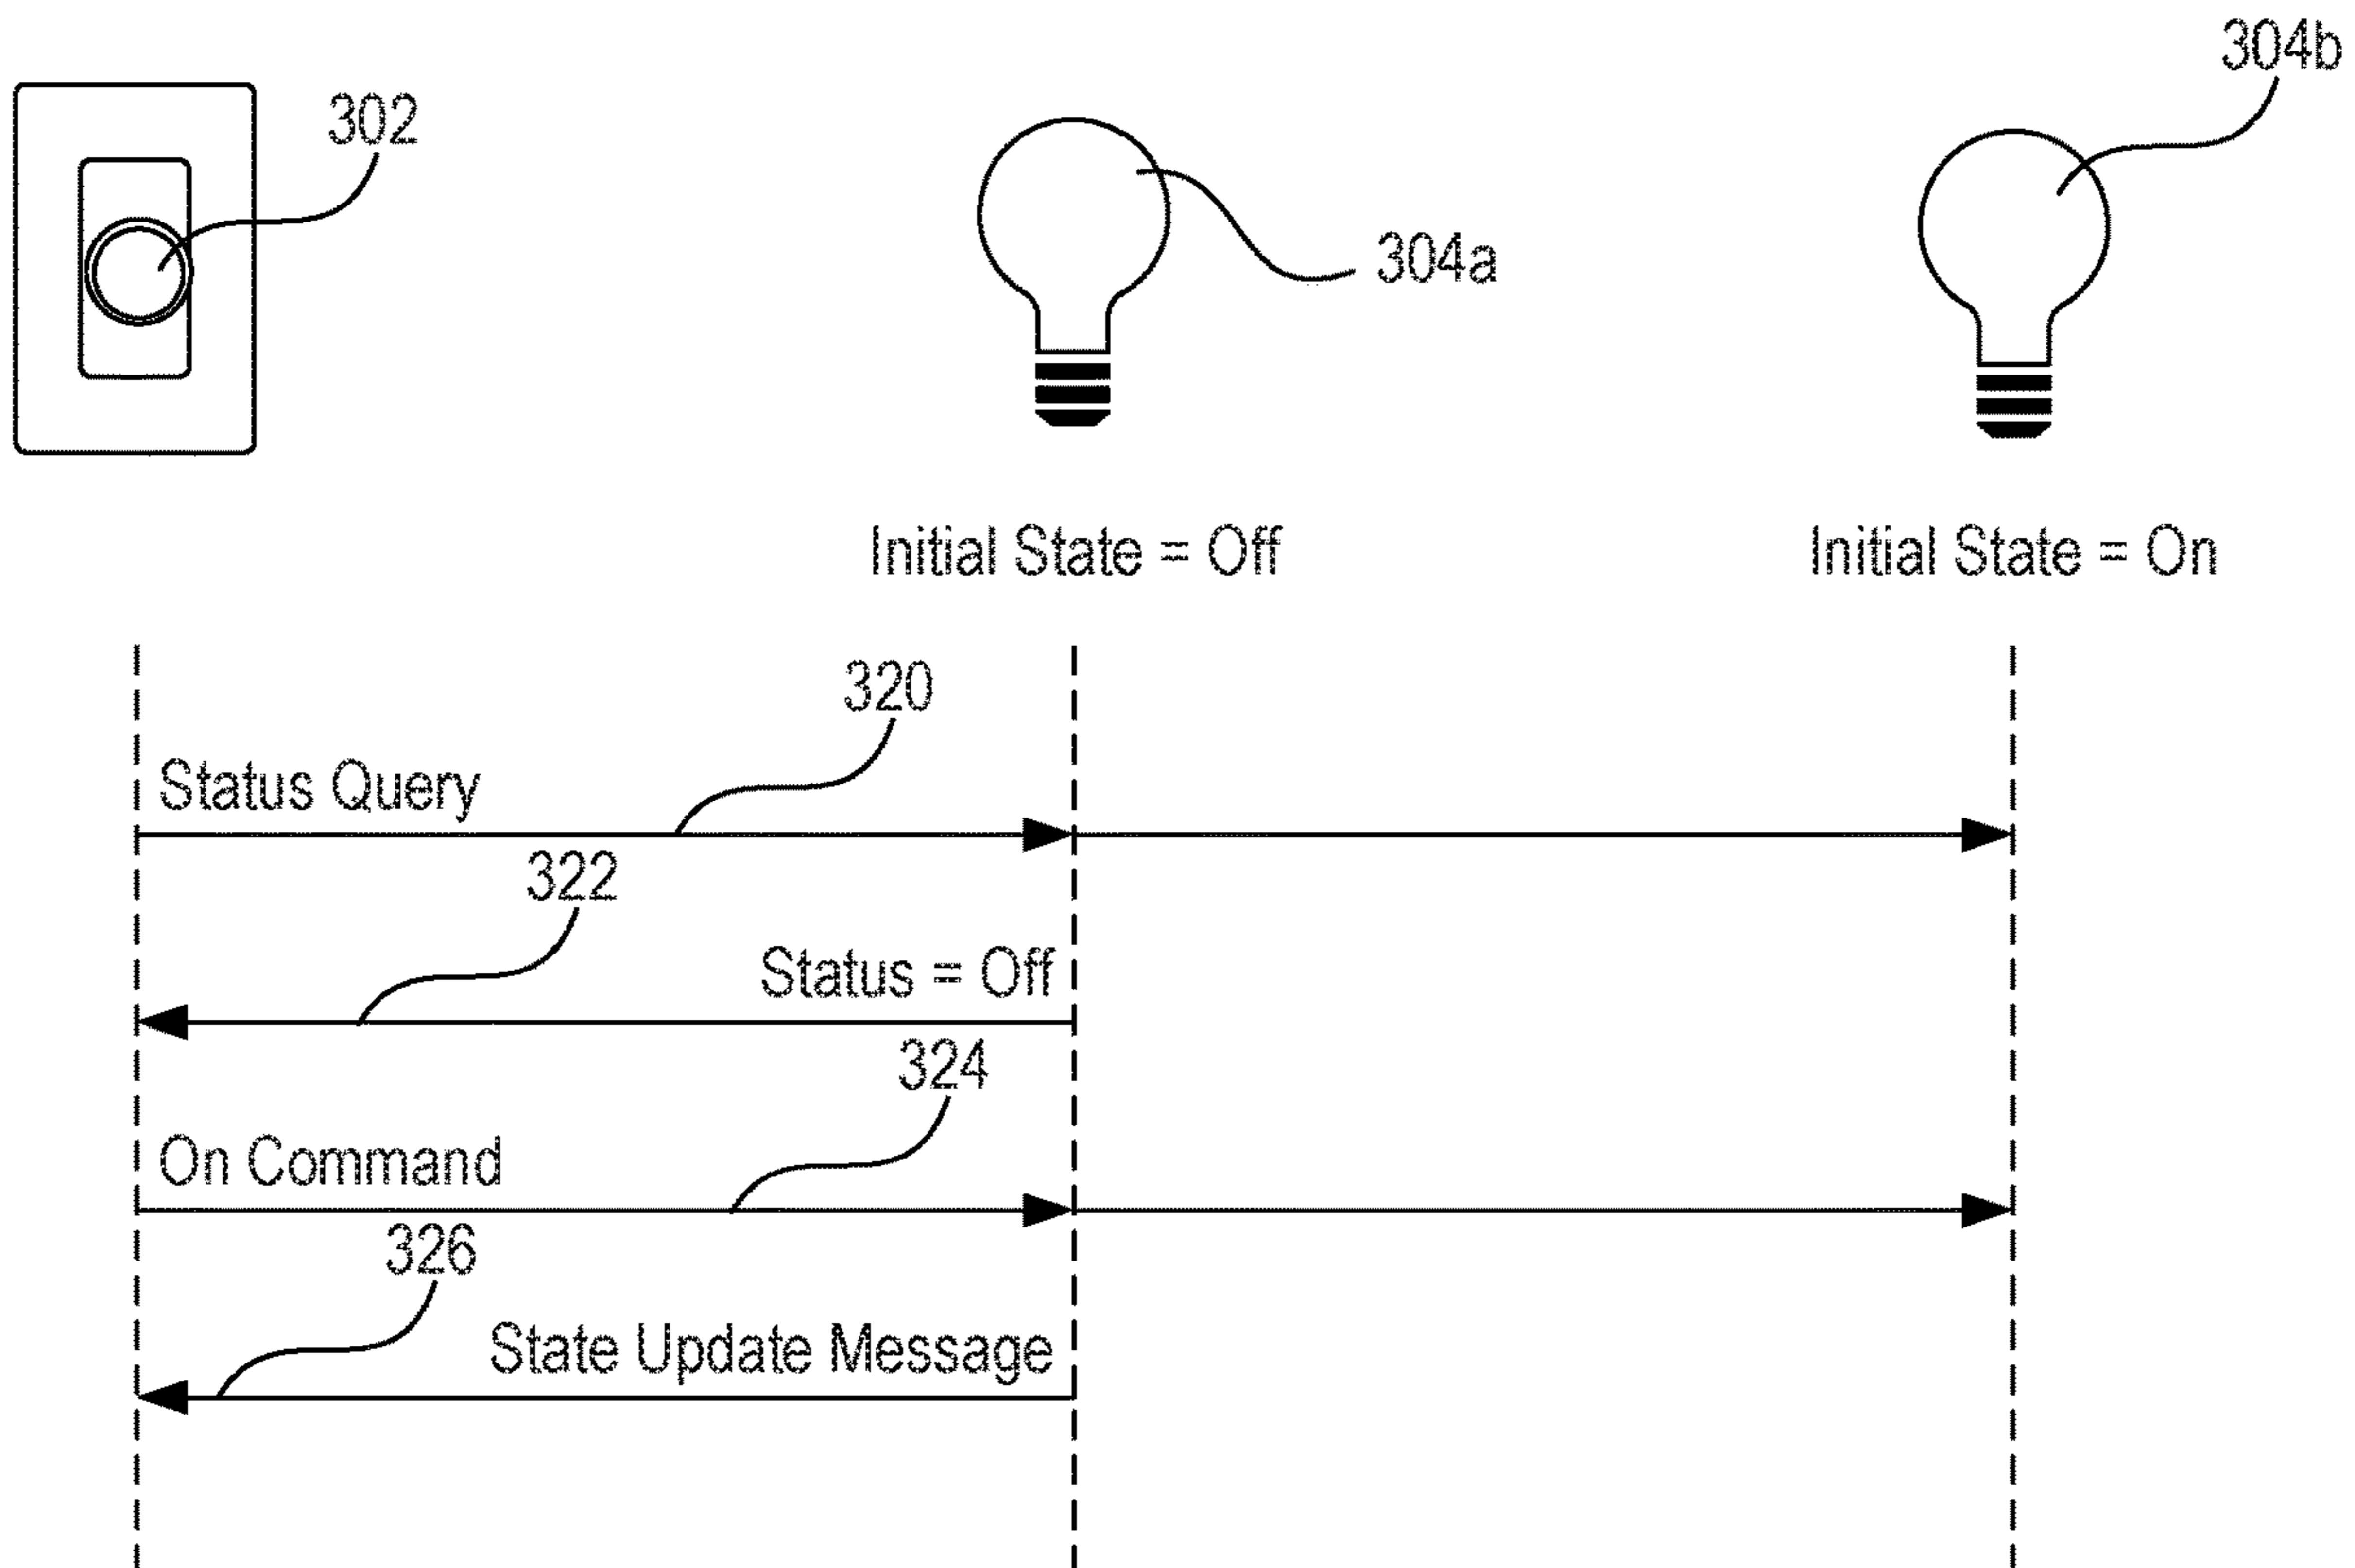 304b
302
304a
Initial State = Off
Initial State = On
320
Status Query
322
Status = Off
324
On Command
326
State Update Message